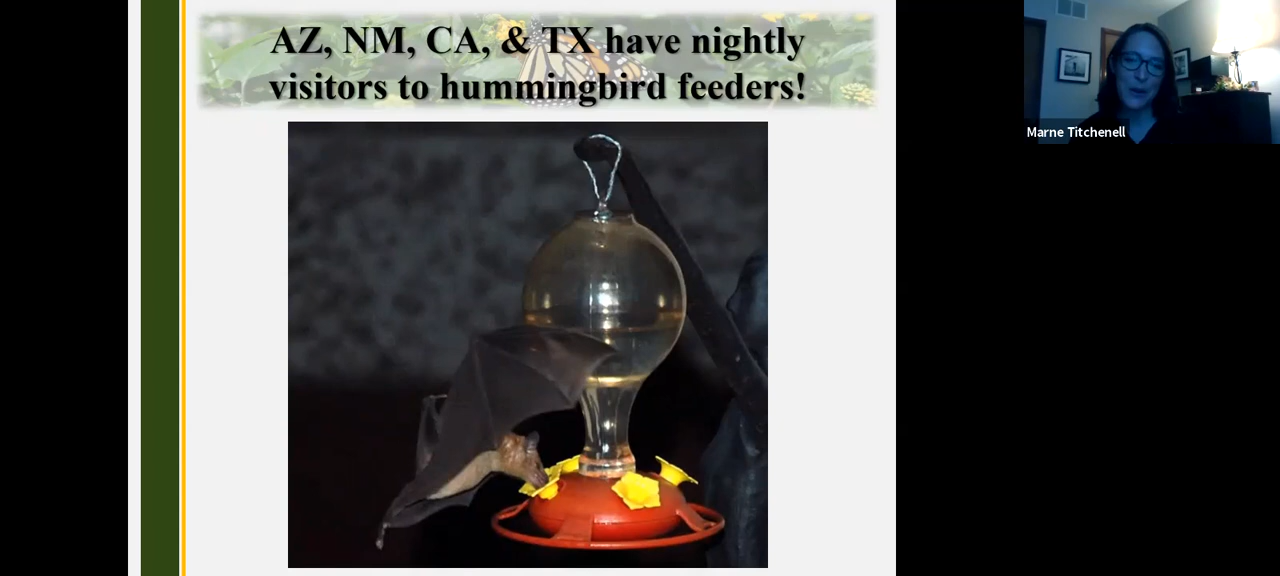 AZ, NM, CA, & TX have nightly
visitors to hummingbird feeders!
Marne Titchenell